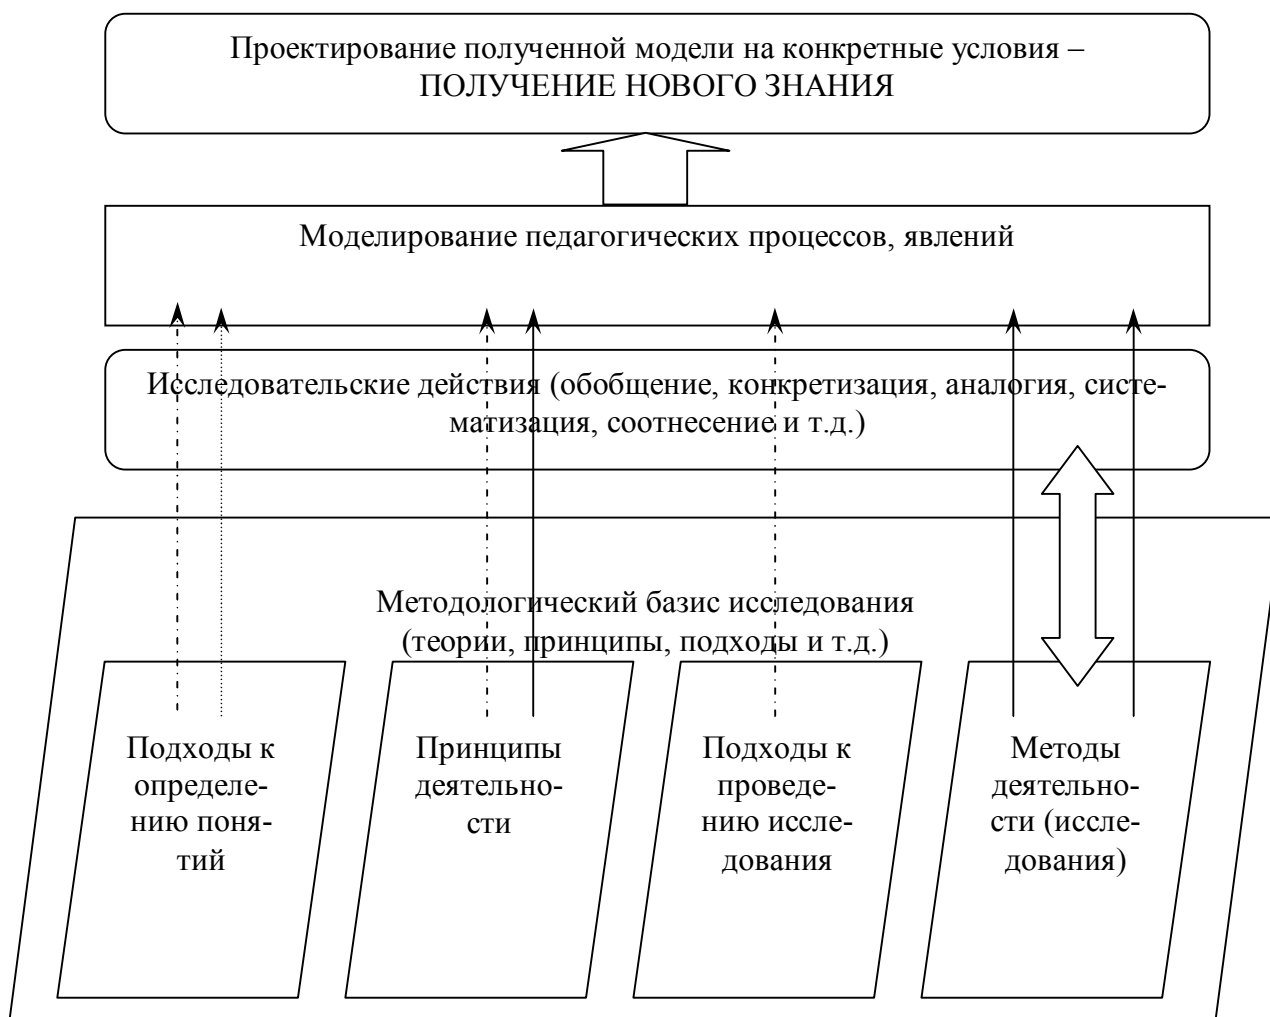 Проектирование полученной модели на конкретные условия –
ПОЛУЧЕНИЕ НОВОГО ЗНАНИЯ
Моделирование педагогических процессов, явлений
Исследовательские действия (обобщение, конкретизация, аналогия, систе-
матизация, соотнесение и т.д.)
Методологический базис исследования
(теории, принципы, подходы и т.д.)
Подходы к
определе-
нию поня-
тий
Принципы
деятельно-
сти
Подходы к
проведе-
нию иссле-
дования
Методы
деятельно-
сти (иссле-
дования)